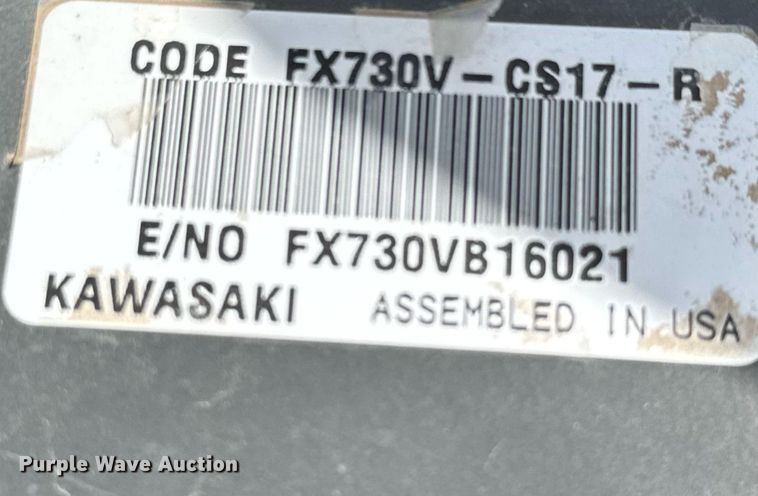 CODE FX730V-CS17-R
E/NO FX730VB16021
KAWASAKI ASSEMBLED IN USA
Purple Wave Auction